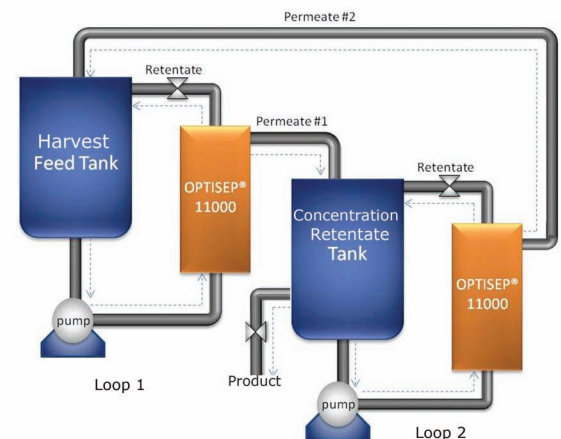 Permeate #2
Retentate
Harvest
Feed Tank
Permeate #1
OPTISEP®
11000
Retentate
Concentration
Retentate
Tank
OPTISEP®
11000
pump
Product
Loop 1
pump
Loop 2